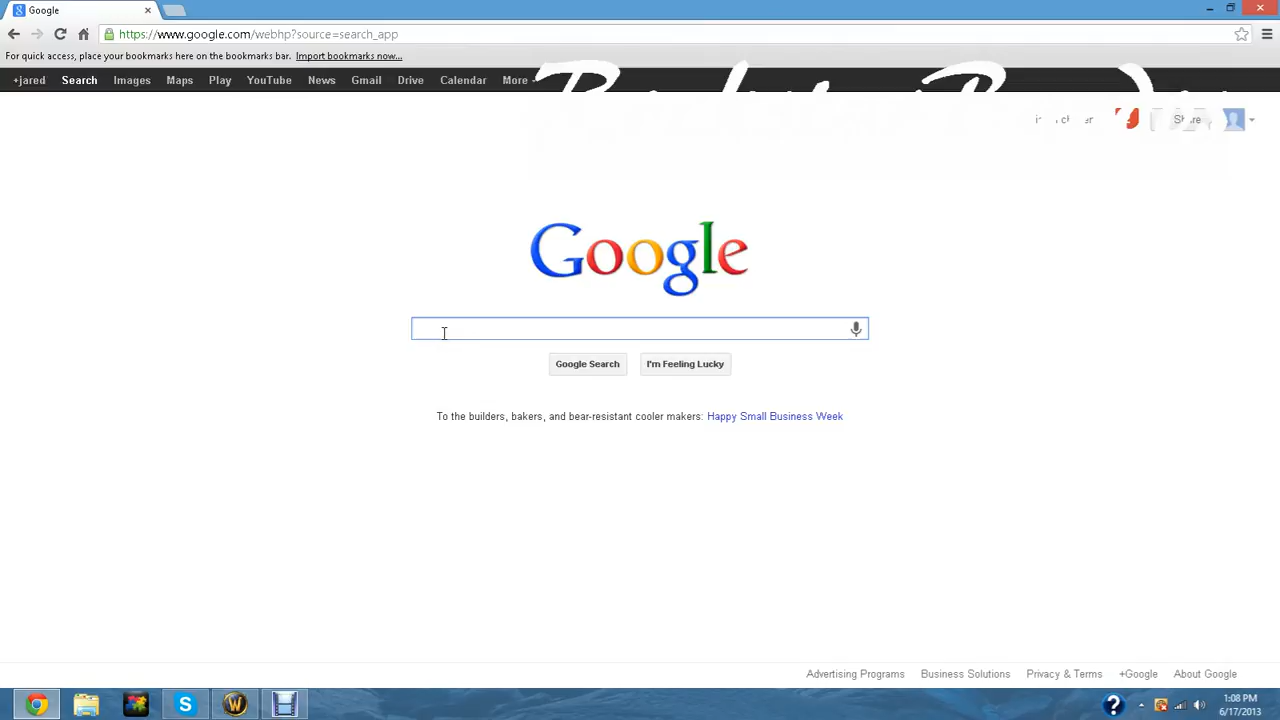 Google
https://www.google.com/webhp?source=search_app
For quick access, place your bookmarks here on the bookmarks bar. Import bookmarks now...
+jared Search Images Maps Play YouTube News Gmail Drive Calendar More
Share
Google
Google Search I'm Feeling Lucky
To the builders, bakers, and bear-resistant cooler makers: Happy Small Business Week
Advertising Programs Business Solutions Privacy & Terms +Google About Google
1:08 PM
6/17/2013